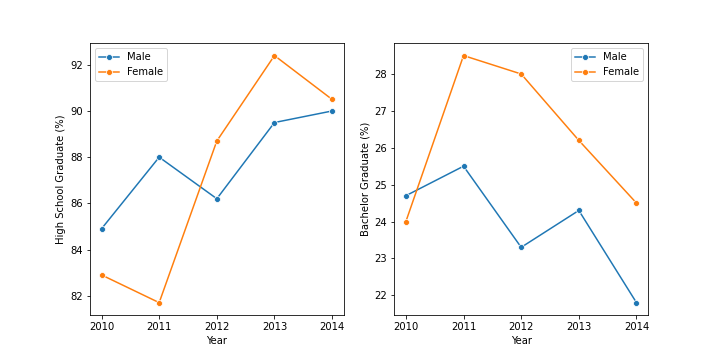 Male
Female
High School Graduate (%)
92
90
88
86
84
82
2010
2011
2012
2013
2014
Year
Male
Female
Bachelor Graduate (%)
28
27
26
25
24
23
22
2010
2011
2012
2013
2014
Year